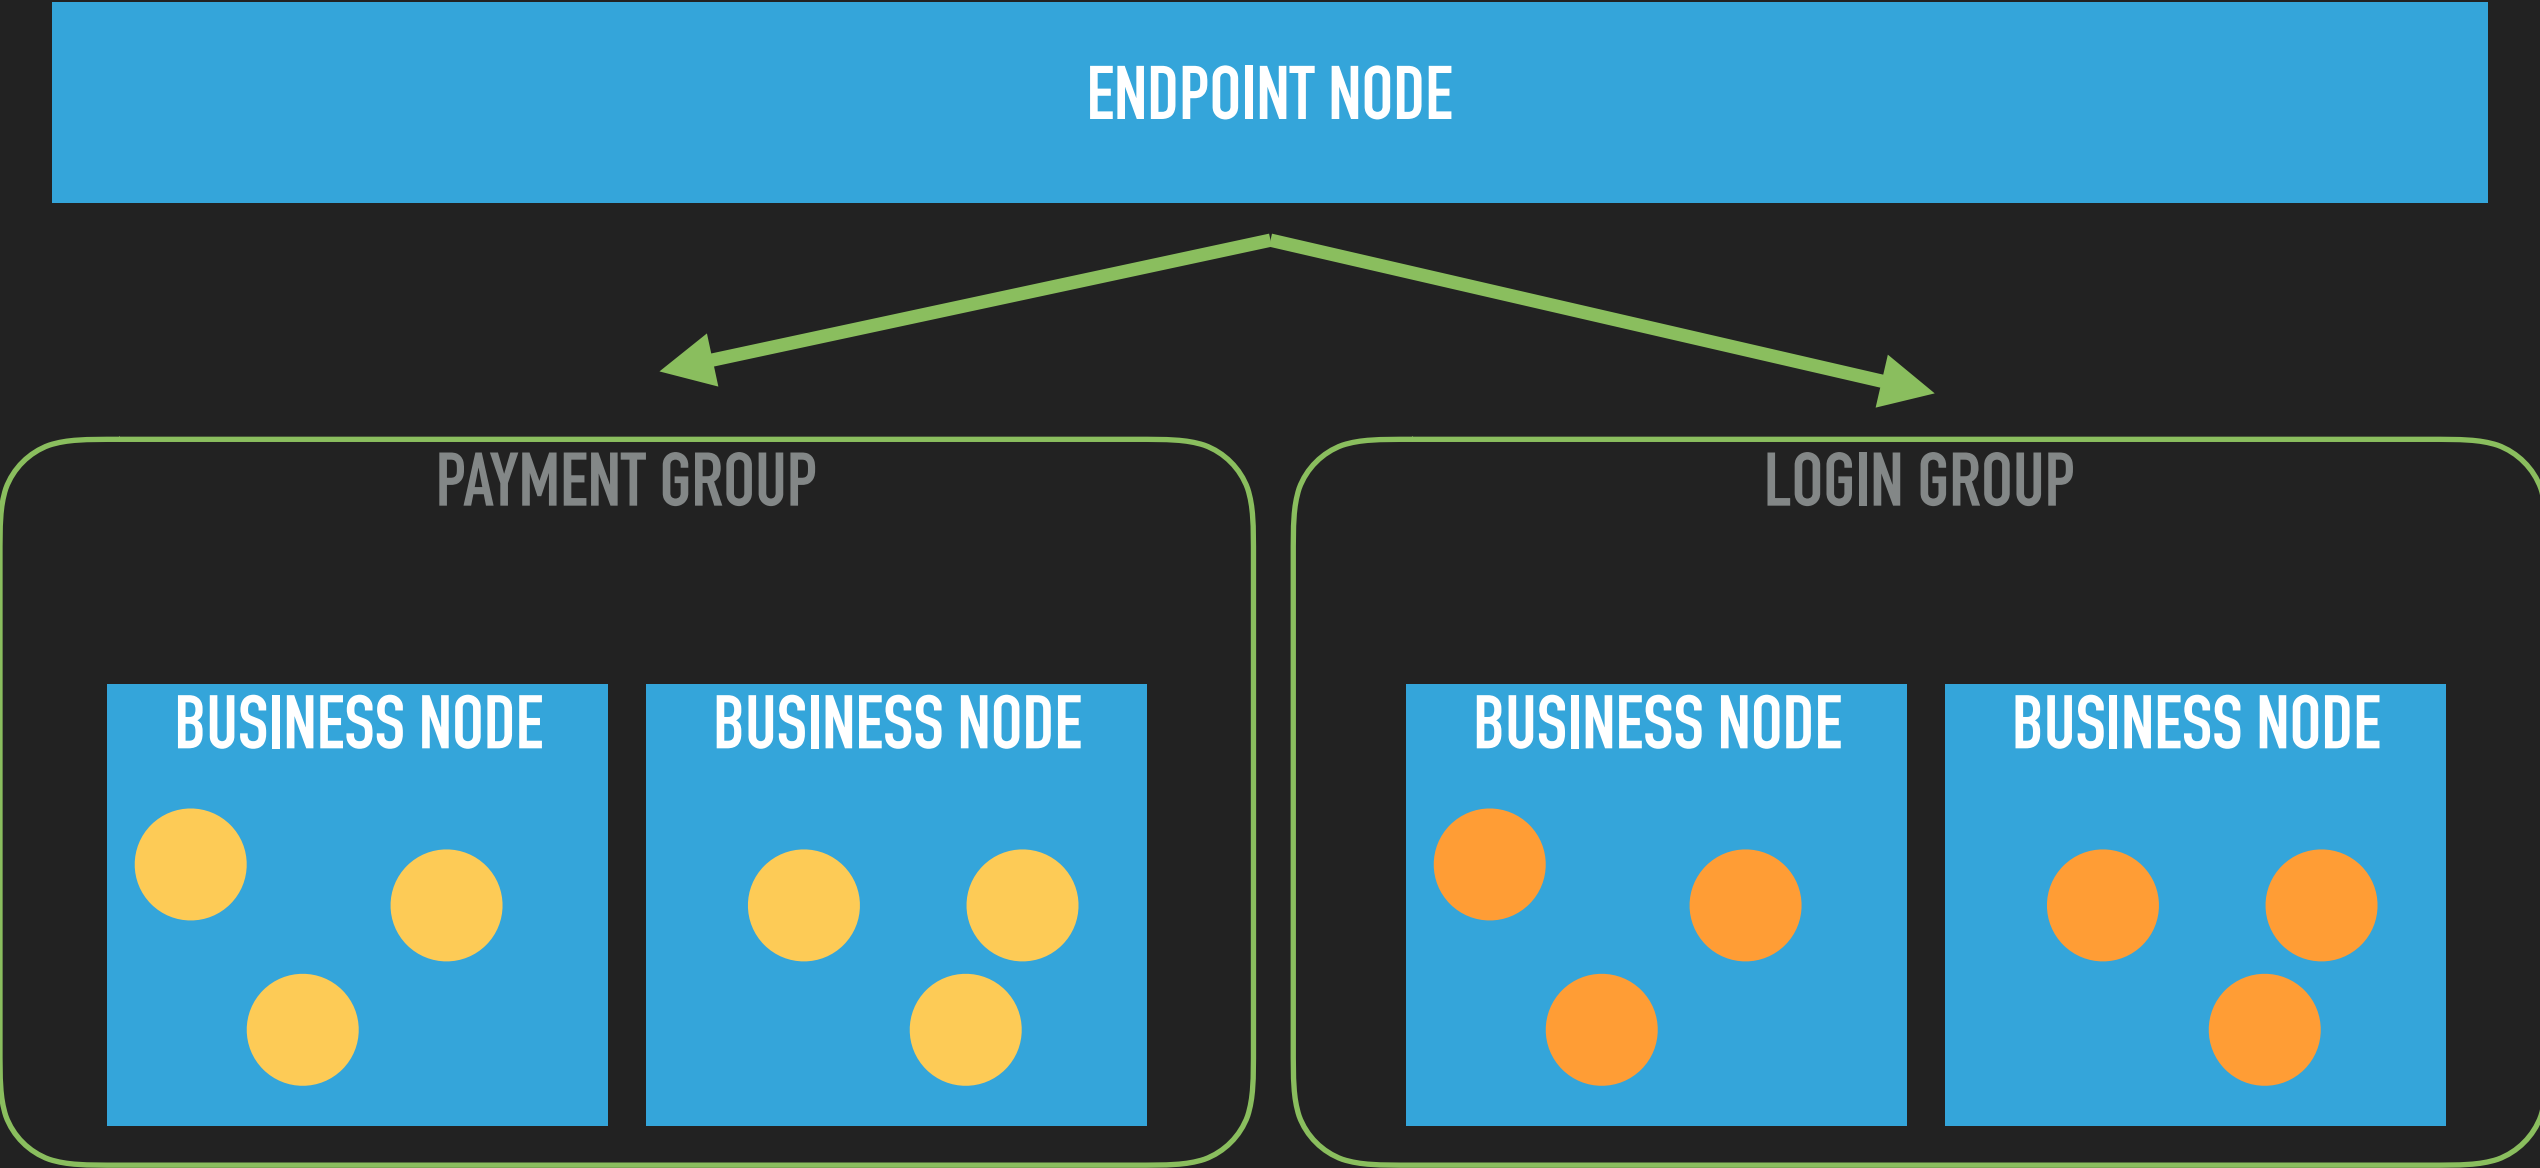 ENDPOINT NODE
PAYMENT GROUP
LOGIN GROUP
BUSINESS NODE
BUSINESS NODE
BUSINESS NODE
BUSINESS NODE